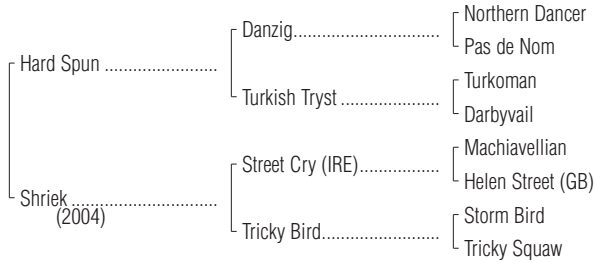 Northern Dancer
Danzig..................................
Pas de Nom
Hard Spun ........................
Turkoman
Turkish Tryst .......................
Darbyvail
Machiavellian
Street Cry (IRE)..................
Helen Street (GB)
Shriek ...............................
(2004)
Storm Bird
Tricky Bird...........................
Tricky Squaw